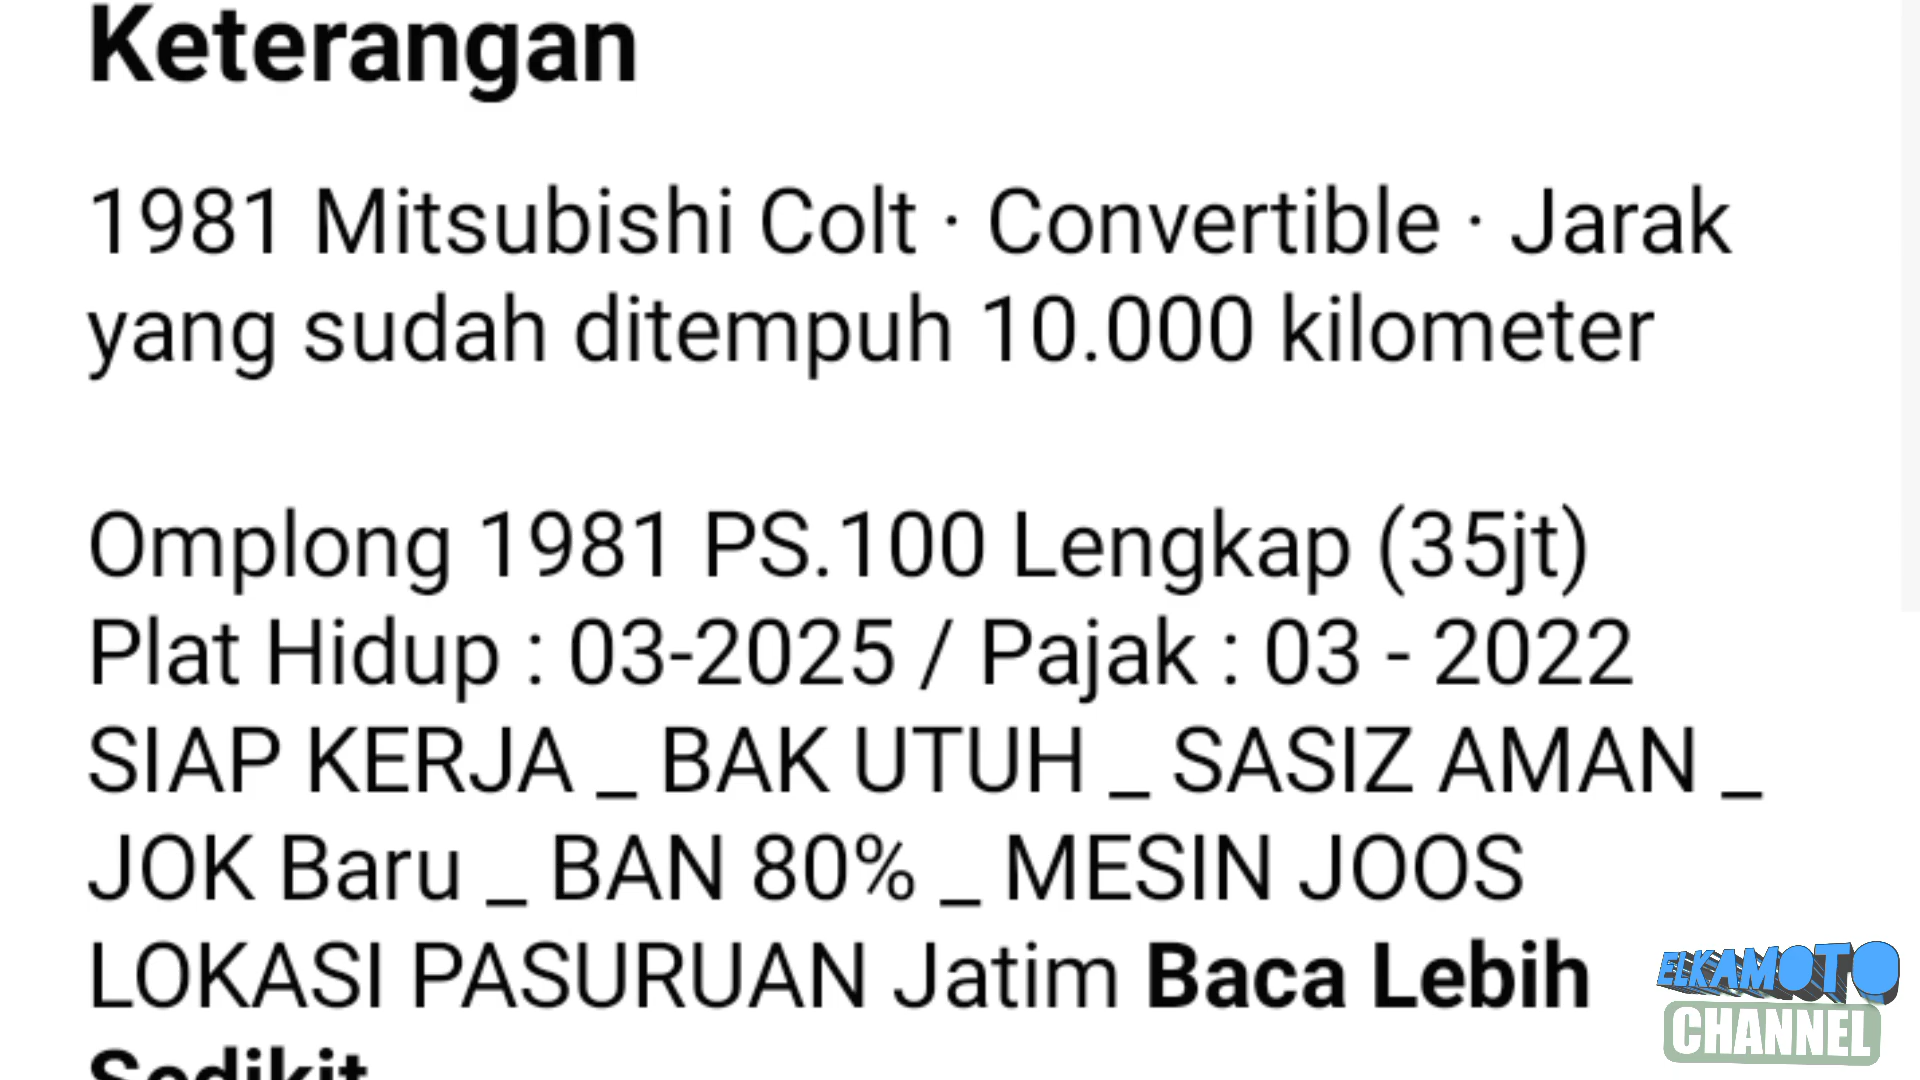 Keterangan
1981 Mitsubishi Colt · Convertible · Jarak
yang sudah ditempuh 10.000 kilometer
Omplong 1981 PS.100 Lengkap (35jt)
Plat Hidup : 03-2025 / Pajak : 03 - 2022
SIAP KERJA _ BAK UTUH _ SASIZ AMAN _
JOK Baru _ BAN 80% _ MESIN JOOS
LOKASI PASURUAN Jatim Baca Lebih
Sedikit
ELKAMOTO
CHANNEL